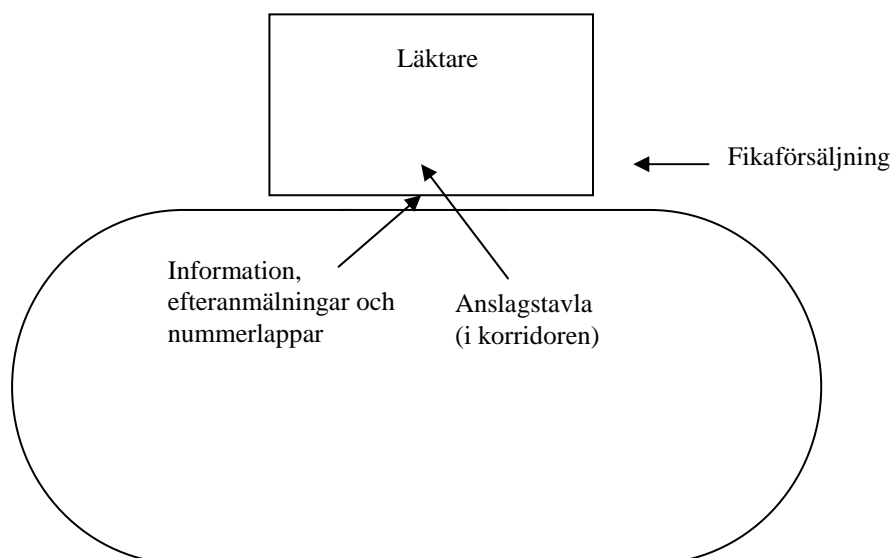 Läktare
Fikaförsäljning
Information,
efteranmälningar och
nummerlappar
Anslagstavla
(i korridoren)